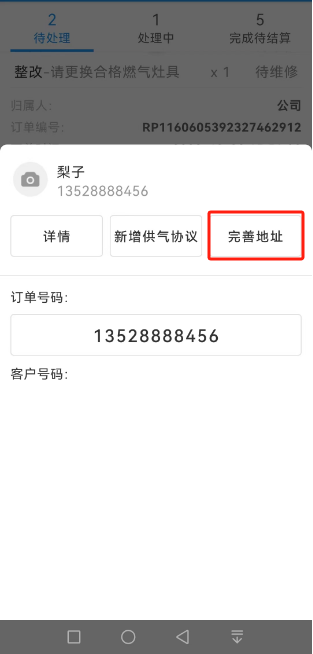 2 1 5
待处理 处理中 完成待结算
整改-请更换合格燃气灶具 x 1 待维修
归属人: 公司
订单编号: RP1160605392327462912
梨子
13528888456
详情 新增供气协议 完善地址
订单号码:
13528888456
客户号码: